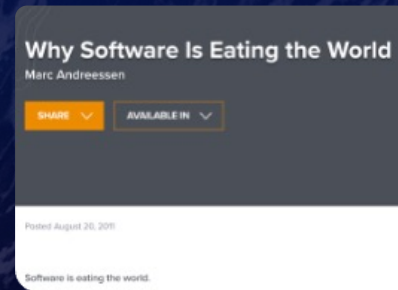 Why Software Is Eating the World
Marc Andreessen
SHARE
AVAILABLE IN
Posted August 20, 2011
Software is eating the world.